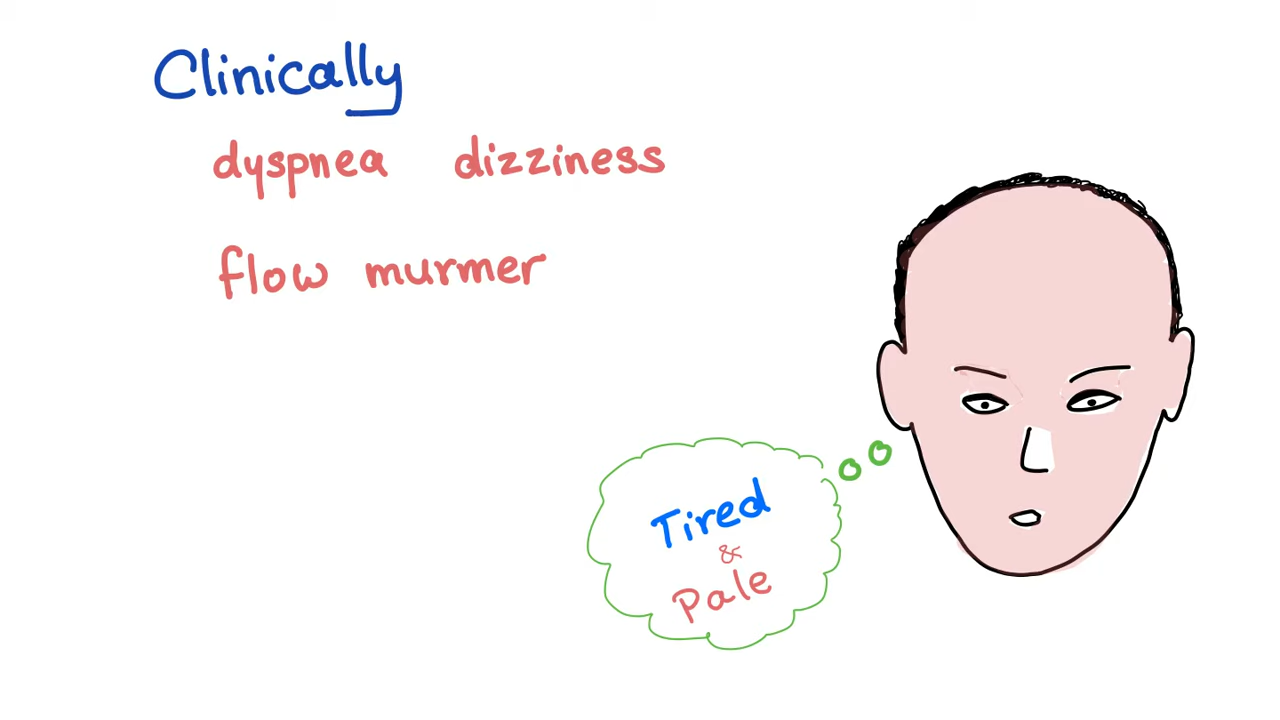 Clinically
dyspnea dizziness
flow murmer
Tired
&
Pale